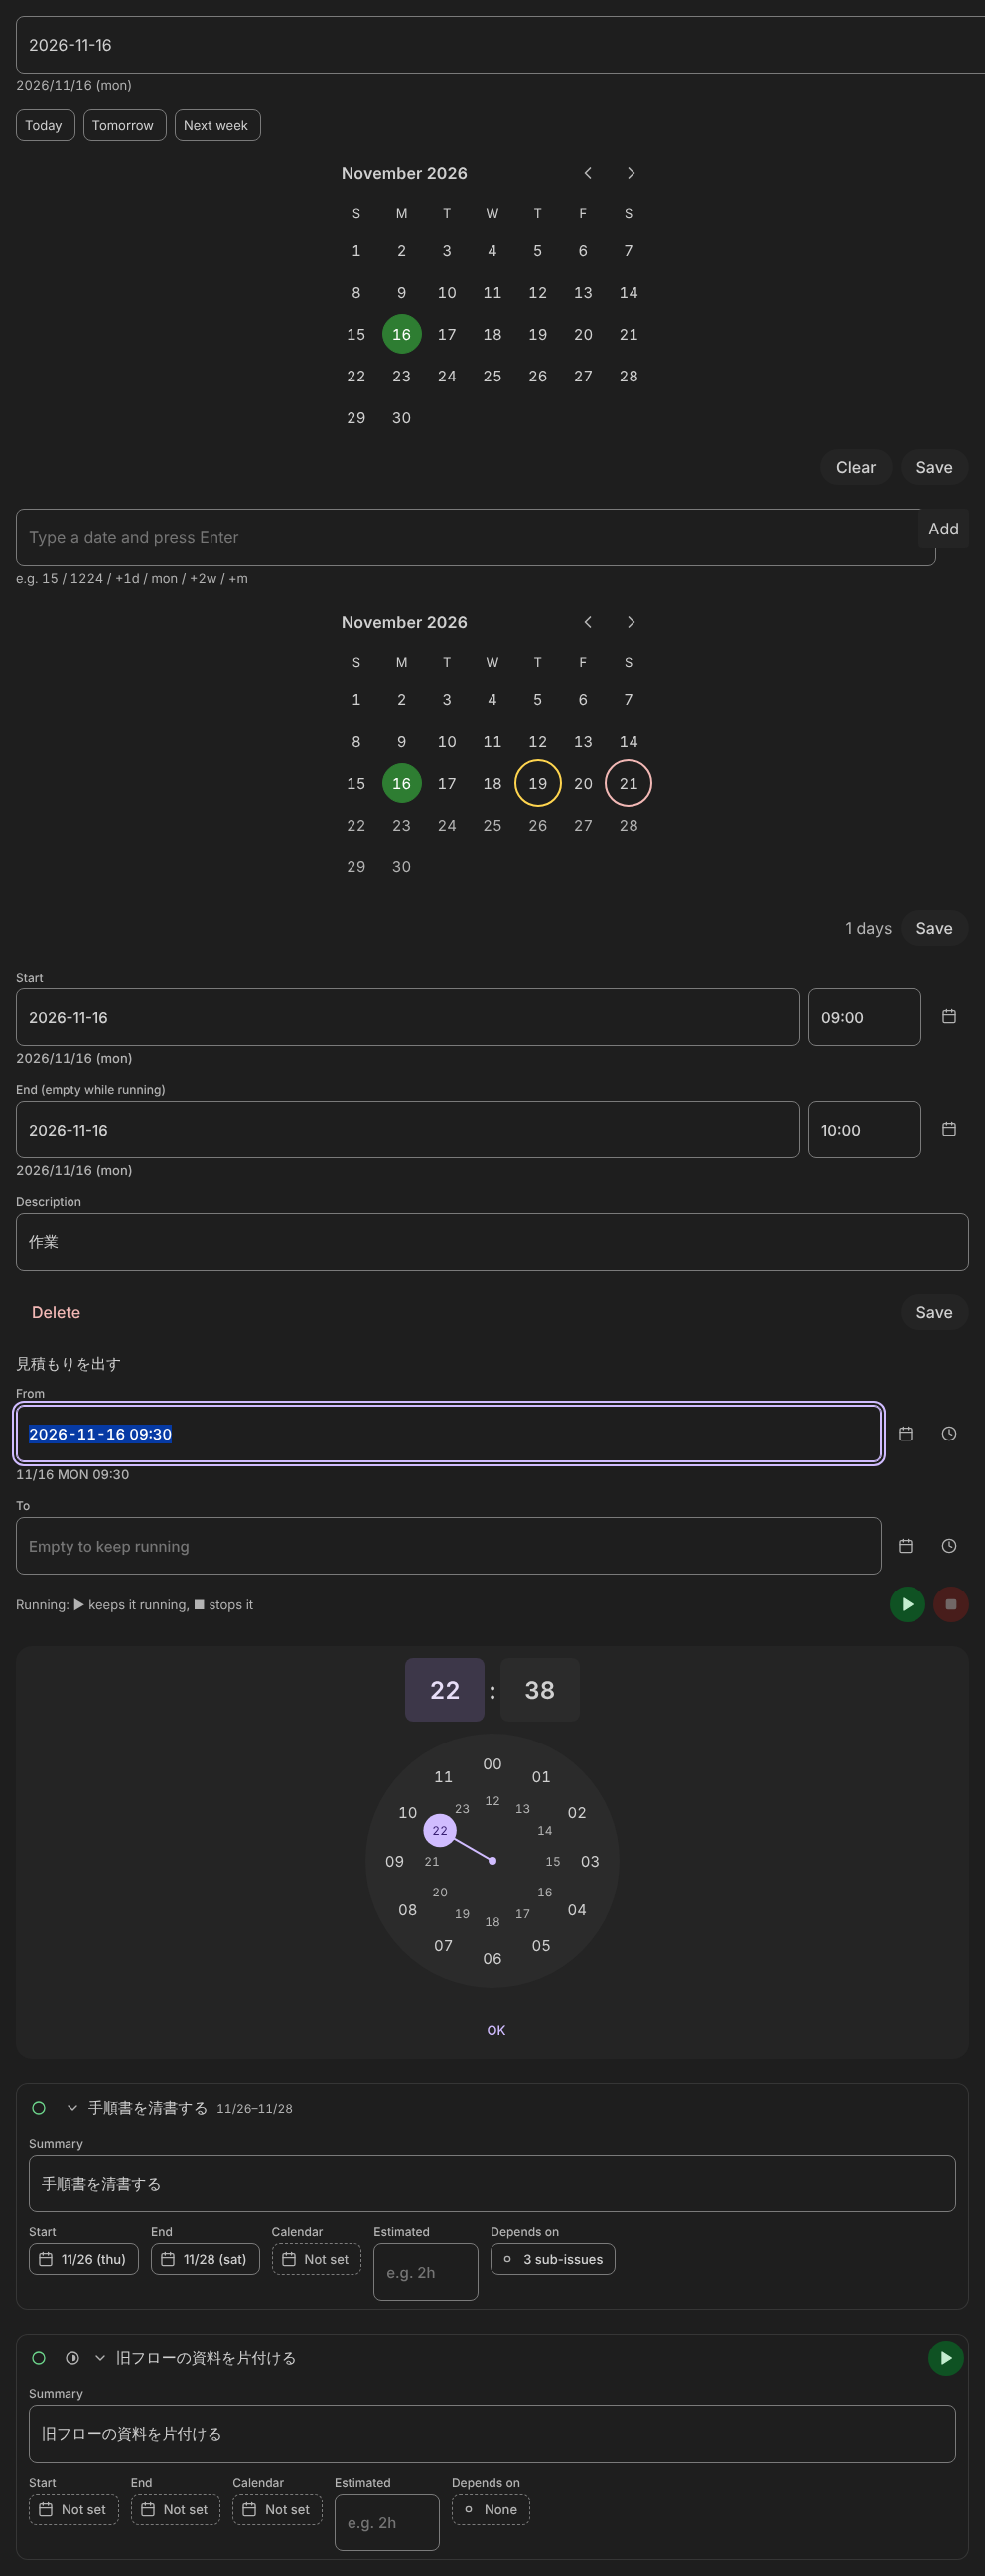 2026-11-16
2026/11/16 (mon)
Today Tomorrow Next week
November 2026
S M T W T F S
1 2 3 4 5 6 7
8 9 10 11 12 13 14
15 16 17 18 19 20 21
22 23 24 25 26 27 28
29 30
Clear Save
Type a date and press Enter Add
e.g. 15 / 1224 / +1d / mon / +2w / +m
November 2026
S M T W T F S
1 2 3 4 5 6 7
8 9 10 11 12 13 14
15 16 17 18 19 20 21
22 23 24 25 26 27 28
29 30
1 days Save
Start
2026-11-16 09:00
2026/11/16 (mon)
End (empty while running)
2026-11-16 10:00
2026/11/16 (mon)
Description
作業
Delete Save
見積もりを出す
From
2026-11-16 09:30
11/16 MON 09:30
To
Empty to keep running
Running: ▶ keeps it running, ■ stops it
22 : 38
00
11 01
12
23 13
10 02
22 14
09 21 15 03
20 16
08 04
19 17
18
07 05
06
OK
手順書を清書する 11/26–11/28
Summary
手順書を清書する
Start End Calendar Estimated Depends on
11/26 (thu) 11/28 (sat) Not set e.g. 2h 3 sub-issues
旧フローの資料を片付ける
Summary
旧フローの資料を片付ける
Start End Calendar Estimated Depends on
Not set Not set Not set e.g. 2h None